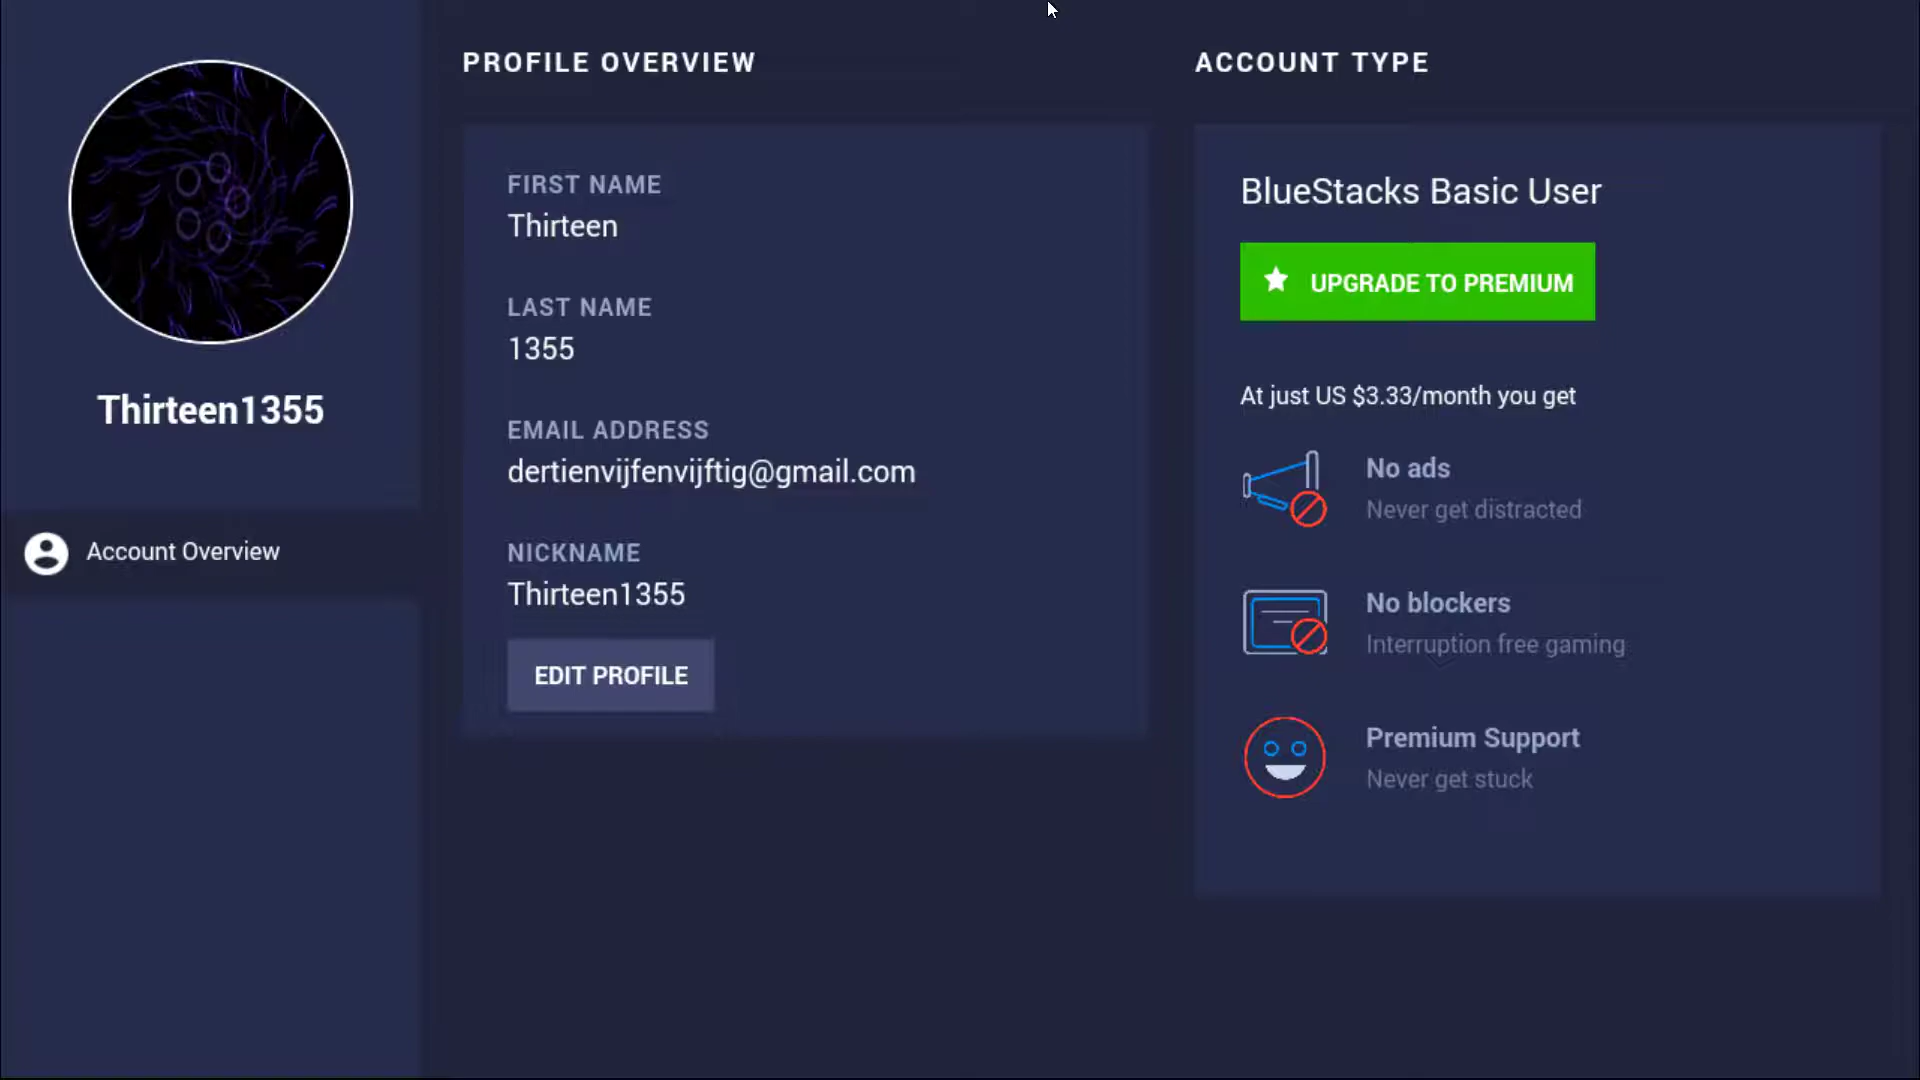 Thirteen1355
Account Overview
PROFILE OVERVIEW
FIRST NAME
Thirteen
LAST NAME
1355
EMAIL ADDRESS
dertienvijfenvijftig@gmail.com
NICKNAME
Thirteen1355
EDIT PROFILE
ACCOUNT TYPE
BlueStacks Basic User
UPGRADE TO PREMIUM
At just US $3.33/month you get
No ads
Never get distracted
No blockers
Interruption free gaming
Premium Support
Never get stuck